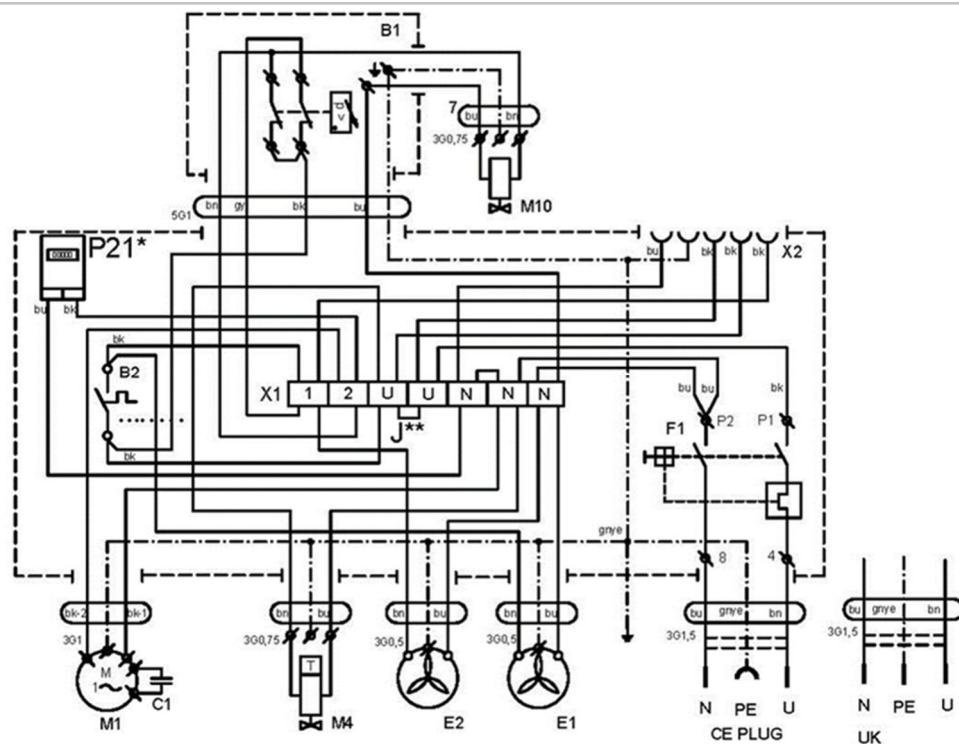 B1
7
bu
bn
3G0,75
<p
M10
bn
gy
bk
bu
5G1
P21*
00000
bu
bk
bu
bk
bk
bk
X2
bk
B2
X1
1
2
U
U
N
N
N
J**
bk
bu
bu
bk
P2
P1
F1
gnye
8
4
bk-2
bk-1
bn
bu
bn
bu
bn
bu
bu
gnye
bn
bu
gnye
bn
3G1
3G0,75
3G0,5
3G0,5
3G1,5
3G1,5
M
1
T
C1
M1
M4
E2
E1
N
PE
U
N
PE
U
CE PLUG
UK